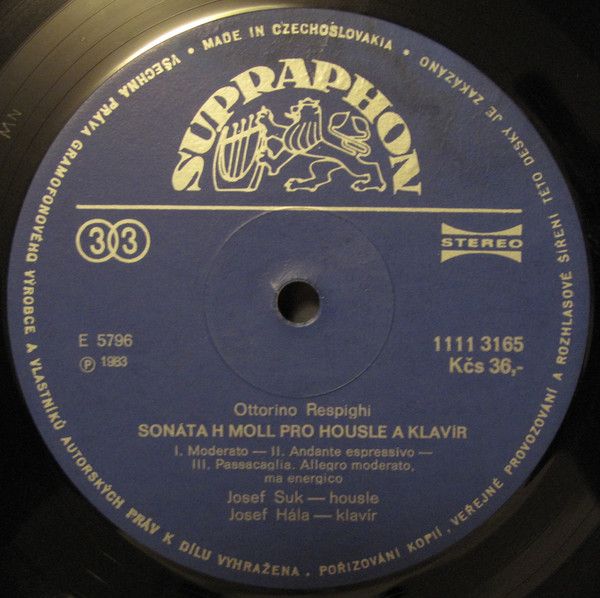 MADE IN CZECHOSLOVAKIA •
VŠECHNA PRÁVA GRAMOFONOVÉHO VÝROBCE A VLASTNÍKŮ AUTORSKÝCH PRÁV K DÍLU VYHRAŽENA. POŘIZOVÁNÍ KOPIÍ, VEŘEJNÉ PROVOZOVÁNÍ A ROZHLASOVÉ ŠÍŘENÍ TÉTO DESKY JE ZAKÁZÁNO •
SUPRAPHON
33
STEREO
E 5796
1111 3165
℗ 1983
Kčs 36,-
Ottorino Respighi
SONÁTA H MOLL PRO HOUSLE A KLAVÍR
I. Moderato — II. Andante espressivo —
III. Passacaglia. Allegro moderato,
ma energico
Josef Suk — housle
Josef Hála — klavír
MN